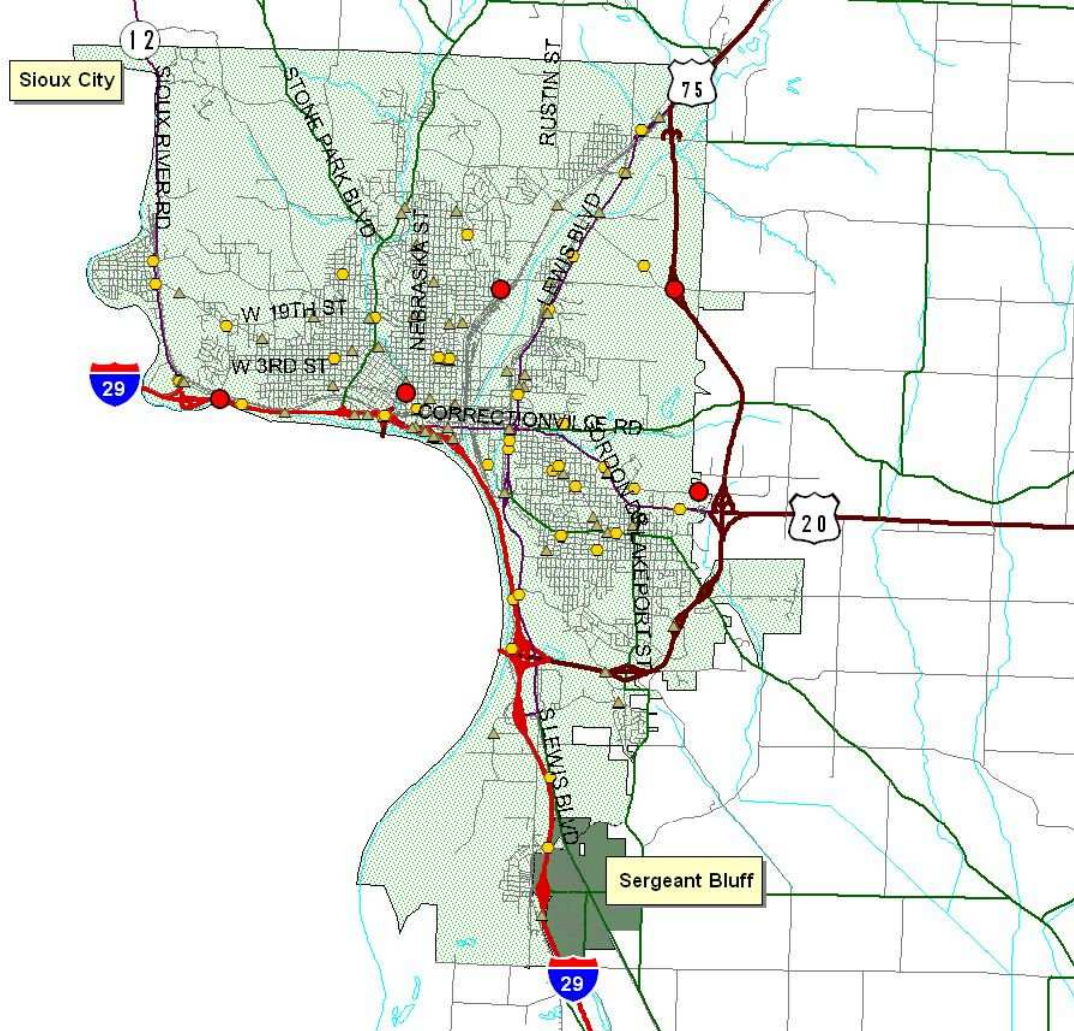 12
Sioux City
SIOUX RIVER RD
STONE PARK BLVD
RUSTIN ST
75
NEBRASKA ST
LEWIS BLVD
W 19TH ST
W 3RD ST
29
CORRECTIONVILLE RD
GORDON DR
20
S LAKEPORT ST
S LEWIS BLVD
Sergeant Bluff
29